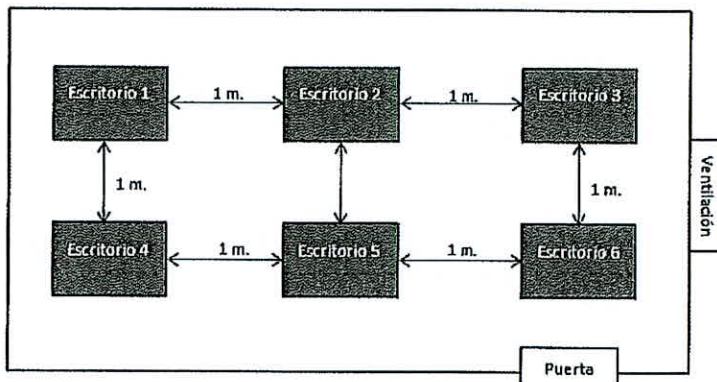 Escritorio 1
1 m.
Escritorio 2
1 m.
Escritorio 3
1 m.
1 m.
Ventilación
Escritorio 4
1 m.
Escritorio 5
1 m.
Escritorio 6
Puerta